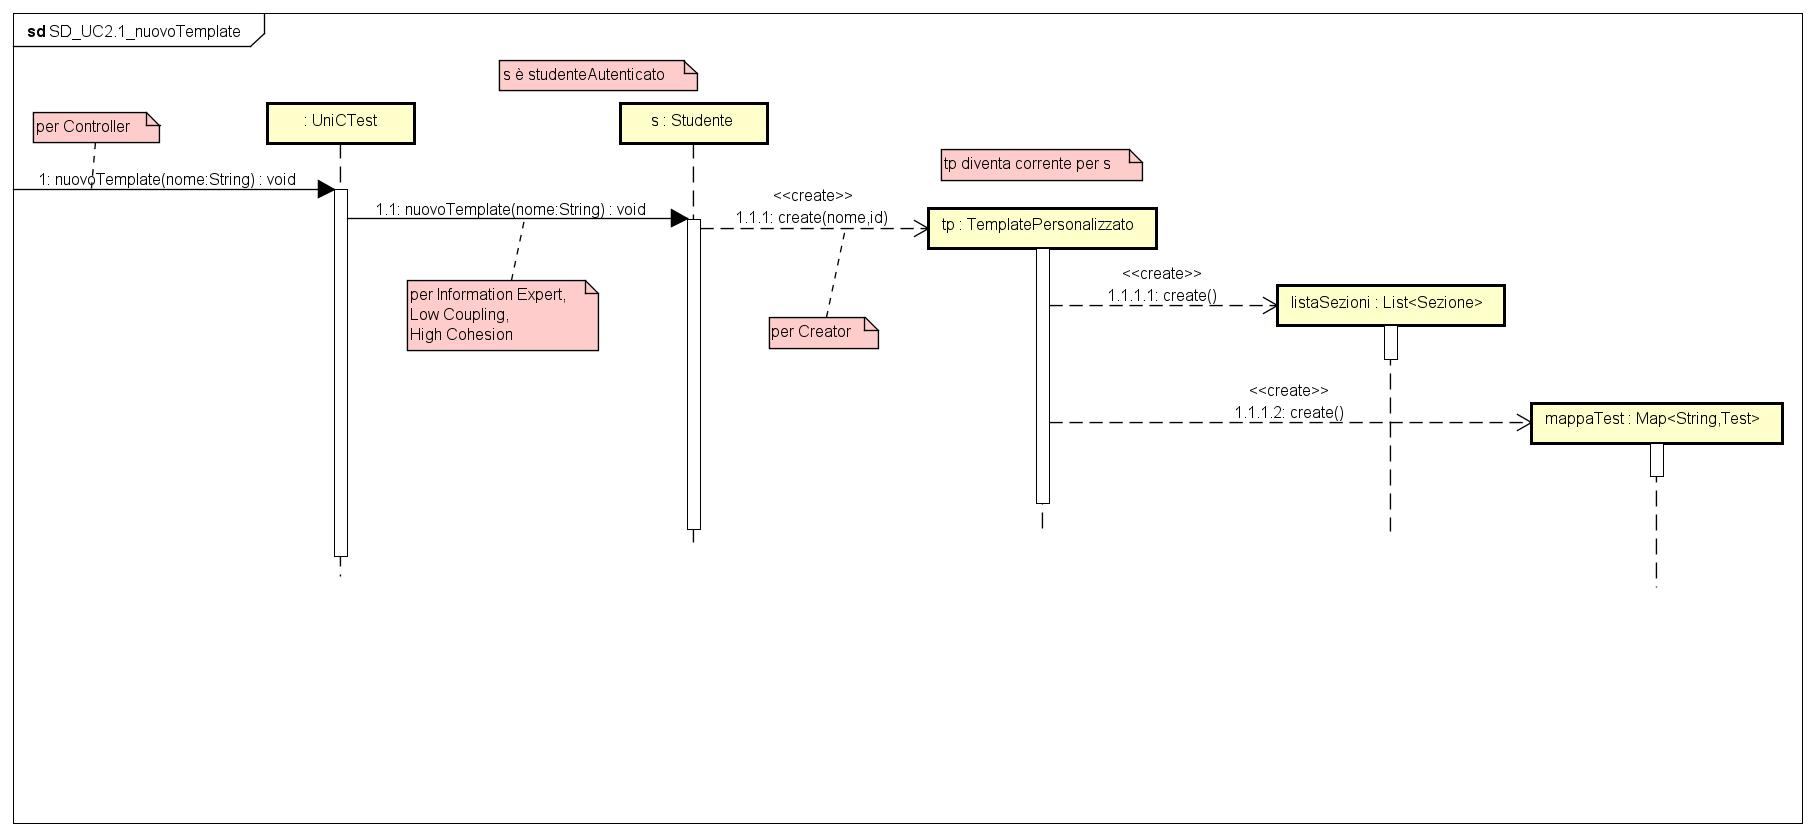 sd SD_UC2.1_nuovoTemplate
s è studenteAutenticato
per Controller
: UniCTest
s : Studente
tp diventa corrente per s
1: nuovoTemplate(nome:String) : void
1.1: nuovoTemplate(nome:String) : void
<<create>>
1.1.1: create(nome,id)
tp : TemplatePersonalizzato
per Information Expert,
Low Coupling,
High Cohesion
per Creator
<<create>>
1.1.1.1: create()
listaSezioni : List<Sezione>
<<create>>
1.1.1.2: create()
mappaTest : Map<String,Test>